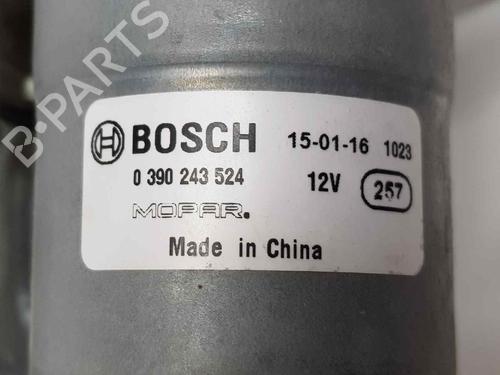 BOSCH 15-01-16 1023
0 390 243 524 12V 257
MOPAR.
Made in China
B-PARTS